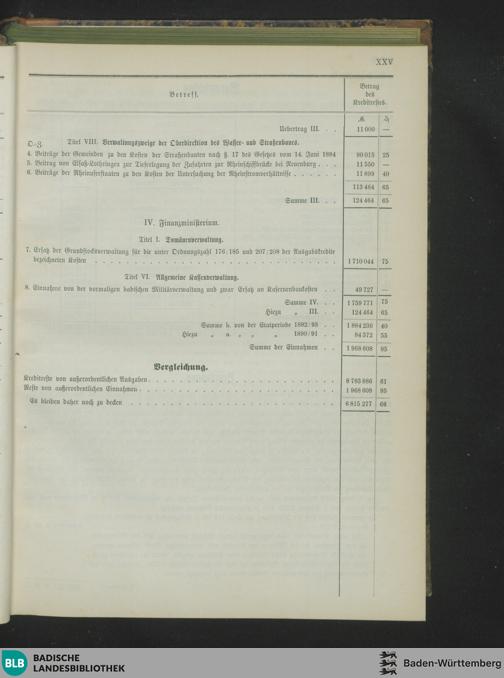 XXV
Betreff.
Betrag
des
Kreditrestes.
ℳ. ₰
Uebertrag III. . . 11 000 —
O.-Z. Titel VIII. Verwaltungszweige der Oberdirektion des Wasser- und Straßenbaues.
4. Beiträge der Gemeinden zu den Kosten der Straßenbauten nach §. 17 des Gesetzes vom 14. Juni 1884 90 015 25
5. Beitrag von Elsaß-Lothringen zur Tieferlegung der Zufahrten zur Rheinschiffbrücke bei Neuenburg . . . 11 550 —
6. Beiträge der Rheinuferstaaten zu den Kosten der Untersuchung der Rheinstromverhältnisse . . . . . . 11 899 40
113 464 65
Summe III. . . 124 464 65
IV. Finanzministerium.
Titel I. Domänenverwaltung.
7. Ersatz der Grundstocksverwaltung für die unter Ordnungszahl 176/185 und 207/208 der Ausgabskredite
bezeichneten Kosten . . . . . . . . . . . . . . . . . . . . . . . . . . 1 710 044 75
Titel VI. Allgemeine Kassenverwaltung.
8. Einnahme von der vormaligen badischen Militärverwaltung und zwar Ersatz an Kasernenbaukosten . . . 49 727 —
Summe IV. . . 1 759 771 75
Hiezu „ III. . . 124 464 65
Summe b. von der Etatperiode 1892/93 . . 1 884 236 40
Hiezu „ a. „ „ „ 1890/91 . . 84 372 55
Summe der Einnahmen . . 1 968 608 95
Vergleichung.
Kreditreste von außerordentlichen Ausgaben . . . . . . . . . . . . . . . . . . . . 8 783 886 61
Reste von außerordentlichen Einnahmen . . . . . . . . . . . . . . . . . . . . . 1 968 608 95
Es bleiben daher noch zu decken . . . . . . . . . . . . . . . . . . . . . . 6 815 277 66
BLB
BADISCHE
LANDESBIBLIOTHEK
Baden-Württemberg